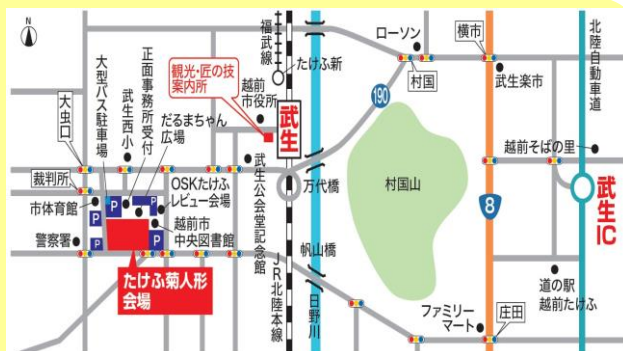 N
福武線
ローソン
横市
北陸自動車道
大型バス駐車場
正面事務所受付
観光・匠の技
案内所
たけふ新
村国
武生楽市
大虫口
武生西小
だるまちゃん
広場
越前
市役所
武生
190
越前そばの里
裁判所
OSKたけふ
レビュー会場
武生公会堂記念館
万代橋
村国山
8
武生IC
市体育館
P
P
P
P
P
越前市
中央図書館
警察署
帆山橋
たけふ菊人形
会場
JR北陸本線
日野川
ファミリー
マート
庄田
道の駅
越前たけふ